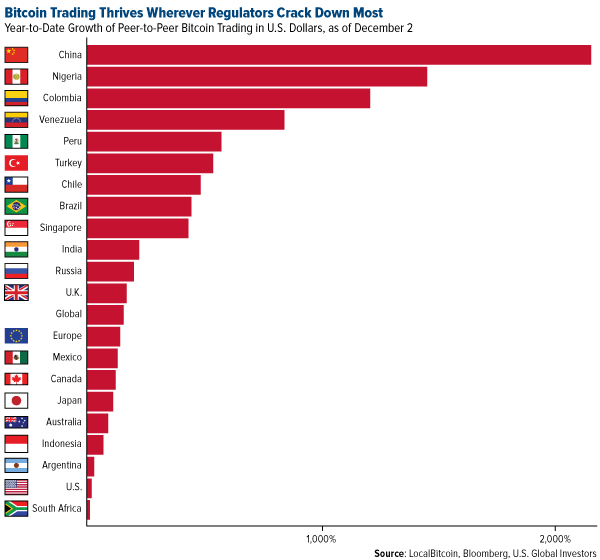 Bitcoin Trading Thrives Wherever Regulators Crack Down Most
Year-to-Date Growth of Peer-to-Peer Bitcoin Trading in U.S. Dollars, as of December 2
China
Nigeria
Colombia
Venezuela
Peru
Turkey
Chile
Brazil
Singapore
India
Russia
U.K.
Global
Europe
Mexico
Canada
Japan
Australia
Indonesia
Argentina
U.S.
South Africa
1,000%
2,000%
Source: LocalBitcoin, Bloomberg, U.S. Global Investors